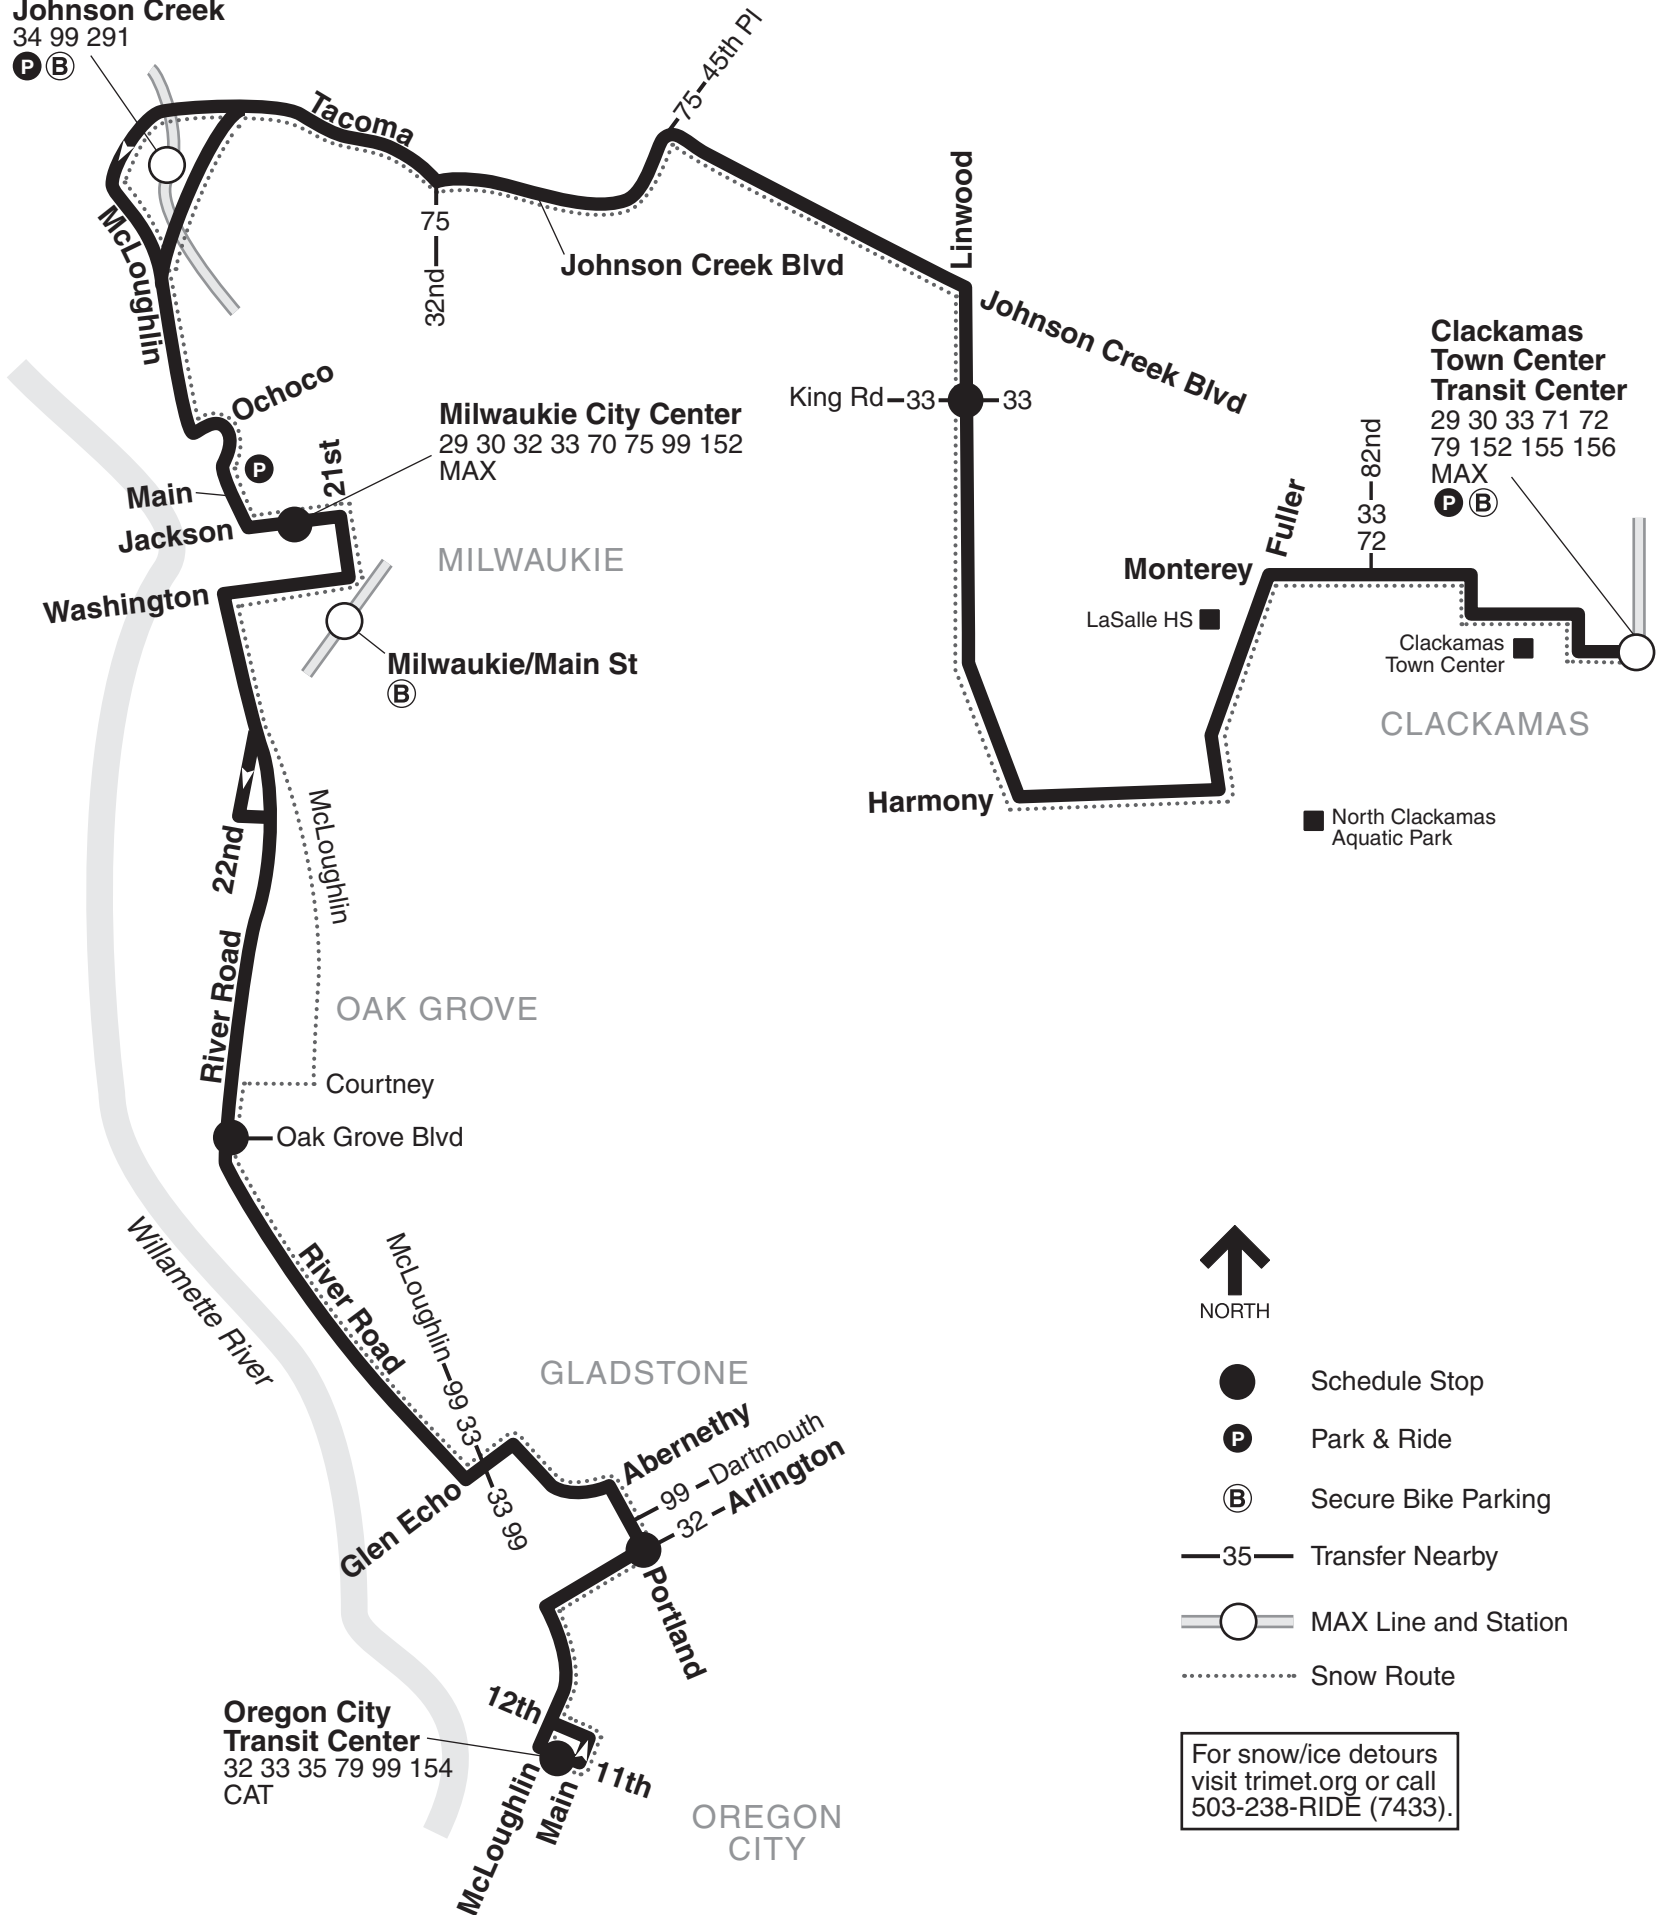 Johnson Creek
34 99 291
P B
Tacoma
75
45th Pl
McLoughlin
75
32nd
Johnson Creek Blvd
Linwood
Johnson Creek Blvd
King Rd 33 33
Ochoco
P
21st
Milwaukie City Center
29 30 32 33 70 75 99 152
MAX
Main
Jackson
MILWAUKIE
Washington
Milwaukie/Main St
B
Clackamas
Town Center
Transit Center
29 30 33 71 72
79 152 155 156
MAX
P B
82nd
33
72
Fuller
Monterey
LaSalle HS
Clackamas
Town Center
CLACKAMAS
Harmony
North Clackamas
Aquatic Park
McLoughlin
22nd
River Road
OAK GROVE
Courtney
Oak Grove Blvd
Willamette River
River Road
McLoughlin 99 33
33 99
GLADSTONE
Abernethy
99 Dartmouth
32 Arlington
Glen Echo
Portland
12th
Oregon City
Transit Center
32 33 35 79 99 154
CAT
11th
McLoughlin
Main
OREGON
CITY
NORTH
Schedule Stop
P Park & Ride
B Secure Bike Parking
35 Transfer Nearby
MAX Line and Station
Snow Route
For snow/ice detours
visit trimet.org or call
503-238-RIDE (7433).